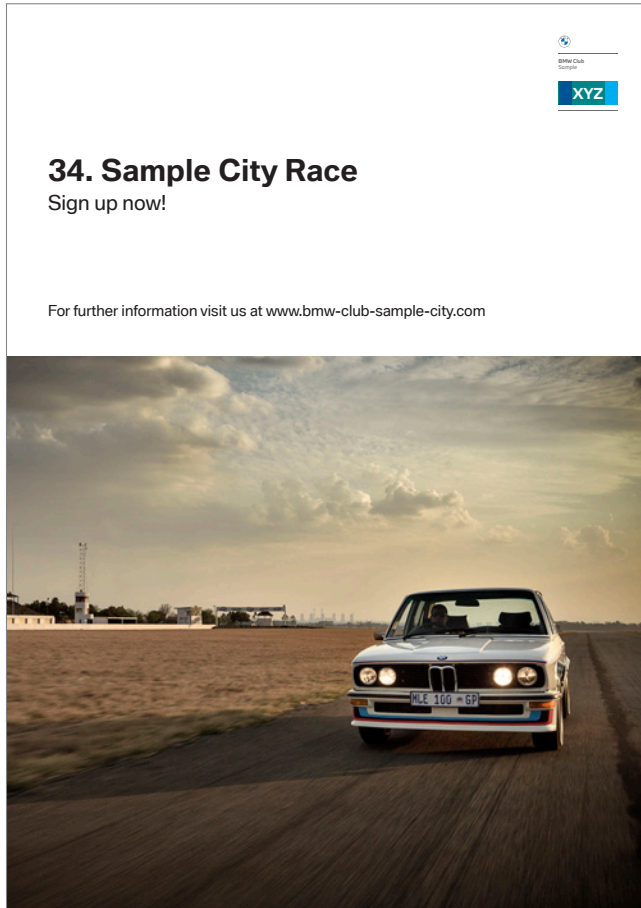 BMW Club
Sample
XYZ
34. Sample City Race
Sign up now!
For further information visit us at www.bmw-club-sample-city.com
MLE 100 GP